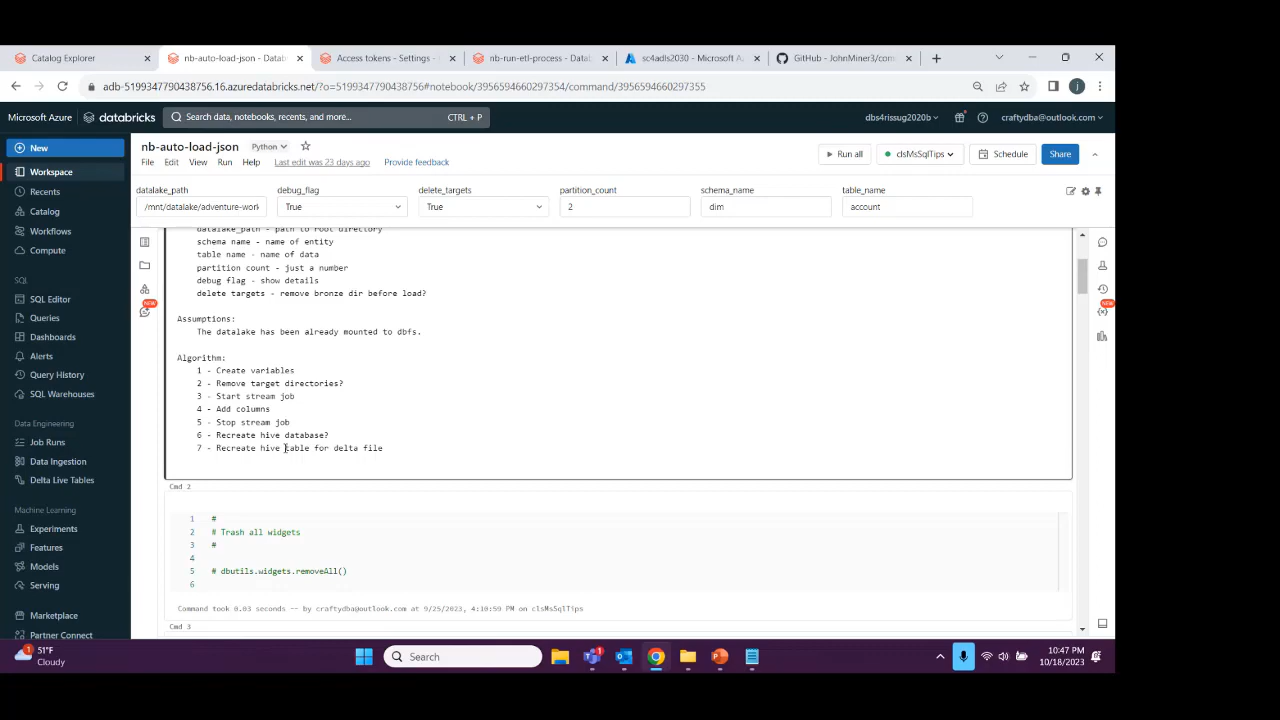 Catalog Explorer
nb-auto-load-json - Datab
Access tokens - Settings -
nb-run-etl-process - Datab
sc4adls2030 - Microsoft A
GitHub - JohnMiner3/com
adb-5199347790438756.16.azuredatabricks.net/?o=5199347790438756#notebook/3956594960297354/command/3956594960297355
Microsoft Azure
databricks
Search data, notebooks, recents, and more...
CTRL + P
dbs4rissug2020b
craftydba@outlook.com
New
Workspace
Recents
Catalog
Workflows
Compute
SQL
SQL Editor
Queries
Dashboards
Alerts
Query History
SQL Warehouses
Data Engineering
Job Runs
Data Ingestion
Delta Live Tables
Machine Learning
Experiments
Features
Models
Serving
Marketplace
Partner Connect
nb-auto-load-json
Python
File
Edit
View
Run
Help
Last edit was 23 days ago
Provide feedback
Run all
clsMsSqlTips
Schedule
Share
datalake_path
/mnt/datalake/adventure-work
debug_flag
True
delete_targets
True
partition_count
2
schema_name
dim
table_name
account
datalake_path - path to root directory
schema name - name of entity
table name - name of data
partition count - just a number
debug flag - show details
delete targets - remove bronze dir before load?
Assumptions:
The datalake has been already mounted to dbfs.
Algorithm:
1 - Create variables
2 - Remove target directories?
3 - Start stream job
4 - Add columns
5 - Stop stream job
6 - Recreate hive database?
7 - Recreate hive table for delta file
Cmd 2
1 #
2 # Trash all widgets
3 #
4
5 # dbutils.widgets.removeAll()
6
Command took 0.03 seconds -- by craftydba@outlook.com at 9/25/2023, 4:10:59 PM on clsMsSqlTips
Cmd 3
NEW
NEW
1
51°F
Cloudy
Search
1
10:47 PM
10/18/2023